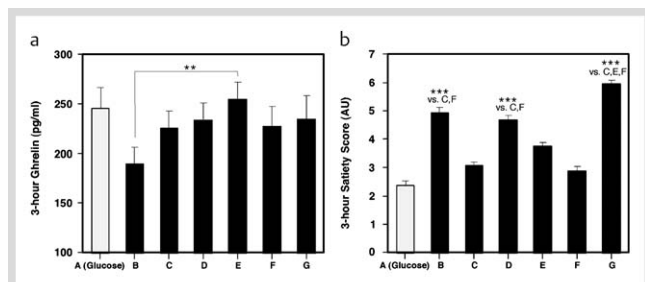 a
300
250
200
150
100
3-hour Ghrelin (pg/ml)
**
A (Glucose) B C D E F G
b
7
6
5
4
3
2
1
0
3-hour Satiety Score (AU)
***
vs. C,F
***
vs. C,F
***
vs. C,E,F
A (Glucose) B C D E F G